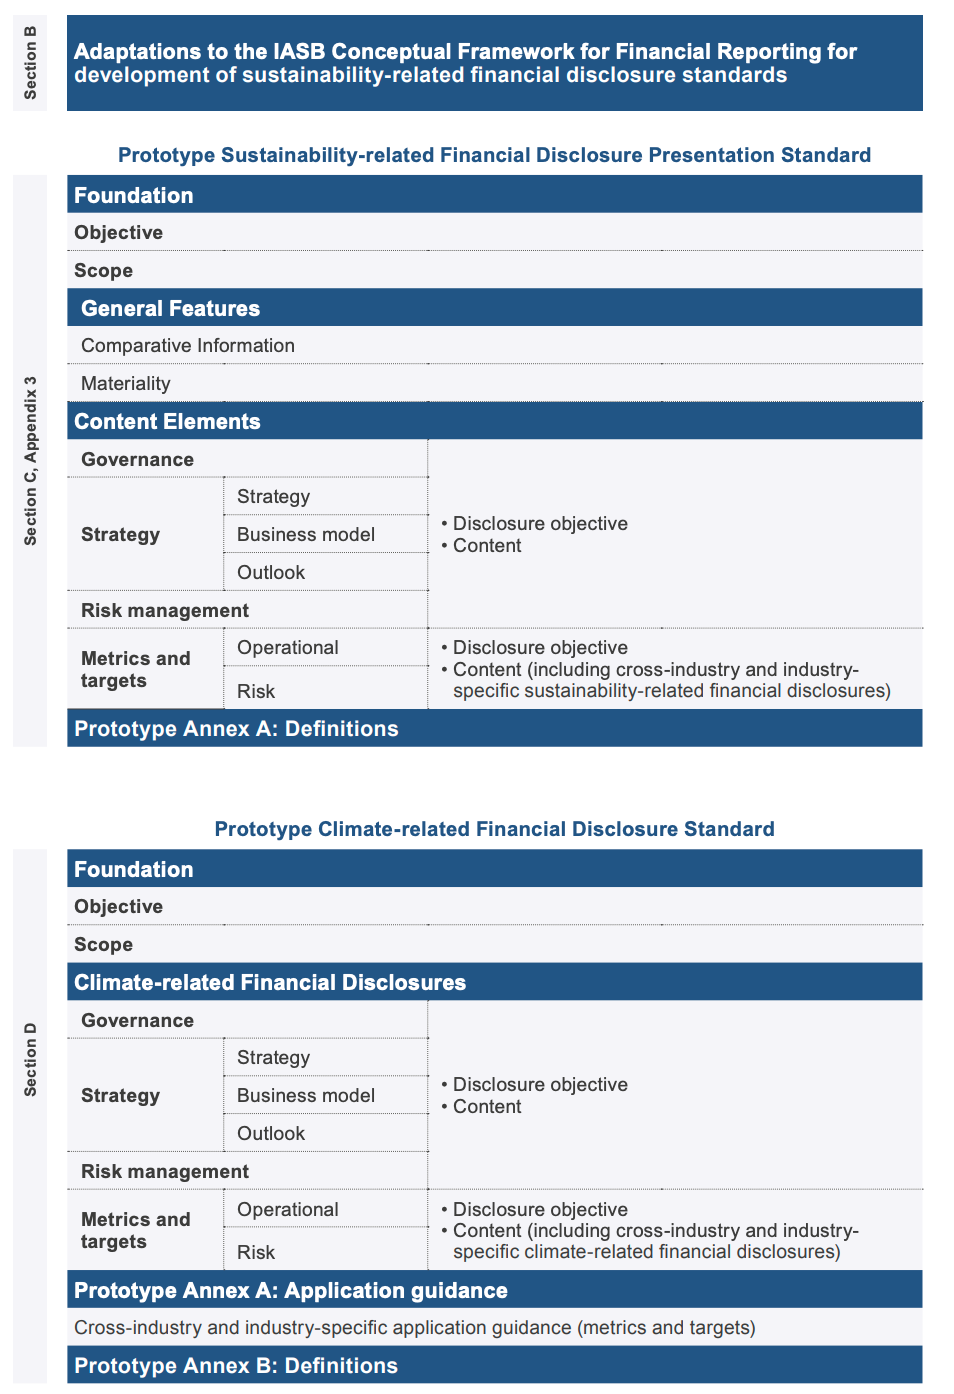 Section B
Adaptations to the IASB Conceptual Framework for Financial Reporting for
development of sustainability-related financial disclosure standards
Prototype Sustainability-related Financial Disclosure Presentation Standard
Section C, Appendix 3
Foundation
Objective
Scope
General Features
Comparative Information
Materiality
Content Elements
Governance
Strategy
Strategy
Business model
Outlook
• Disclosure objective
• Content
Risk management
Metrics and
targets
Operational
Risk
• Disclosure objective
• Content (including cross-industry and industry-
specific sustainability-related financial disclosures)
Prototype Annex A: Definitions
Prototype Climate-related Financial Disclosure Standard
Section D
Foundation
Objective
Scope
Climate-related Financial Disclosures
Governance
Strategy
Strategy
Business model
Outlook
• Disclosure objective
• Content
Risk management
Metrics and
targets
Operational
Risk
• Disclosure objective
• Content (including cross-industry and industry-
specific climate-related financial disclosures)
Prototype Annex A: Application guidance
Cross-industry and industry-specific application guidance (metrics and targets)
Prototype Annex B: Definitions